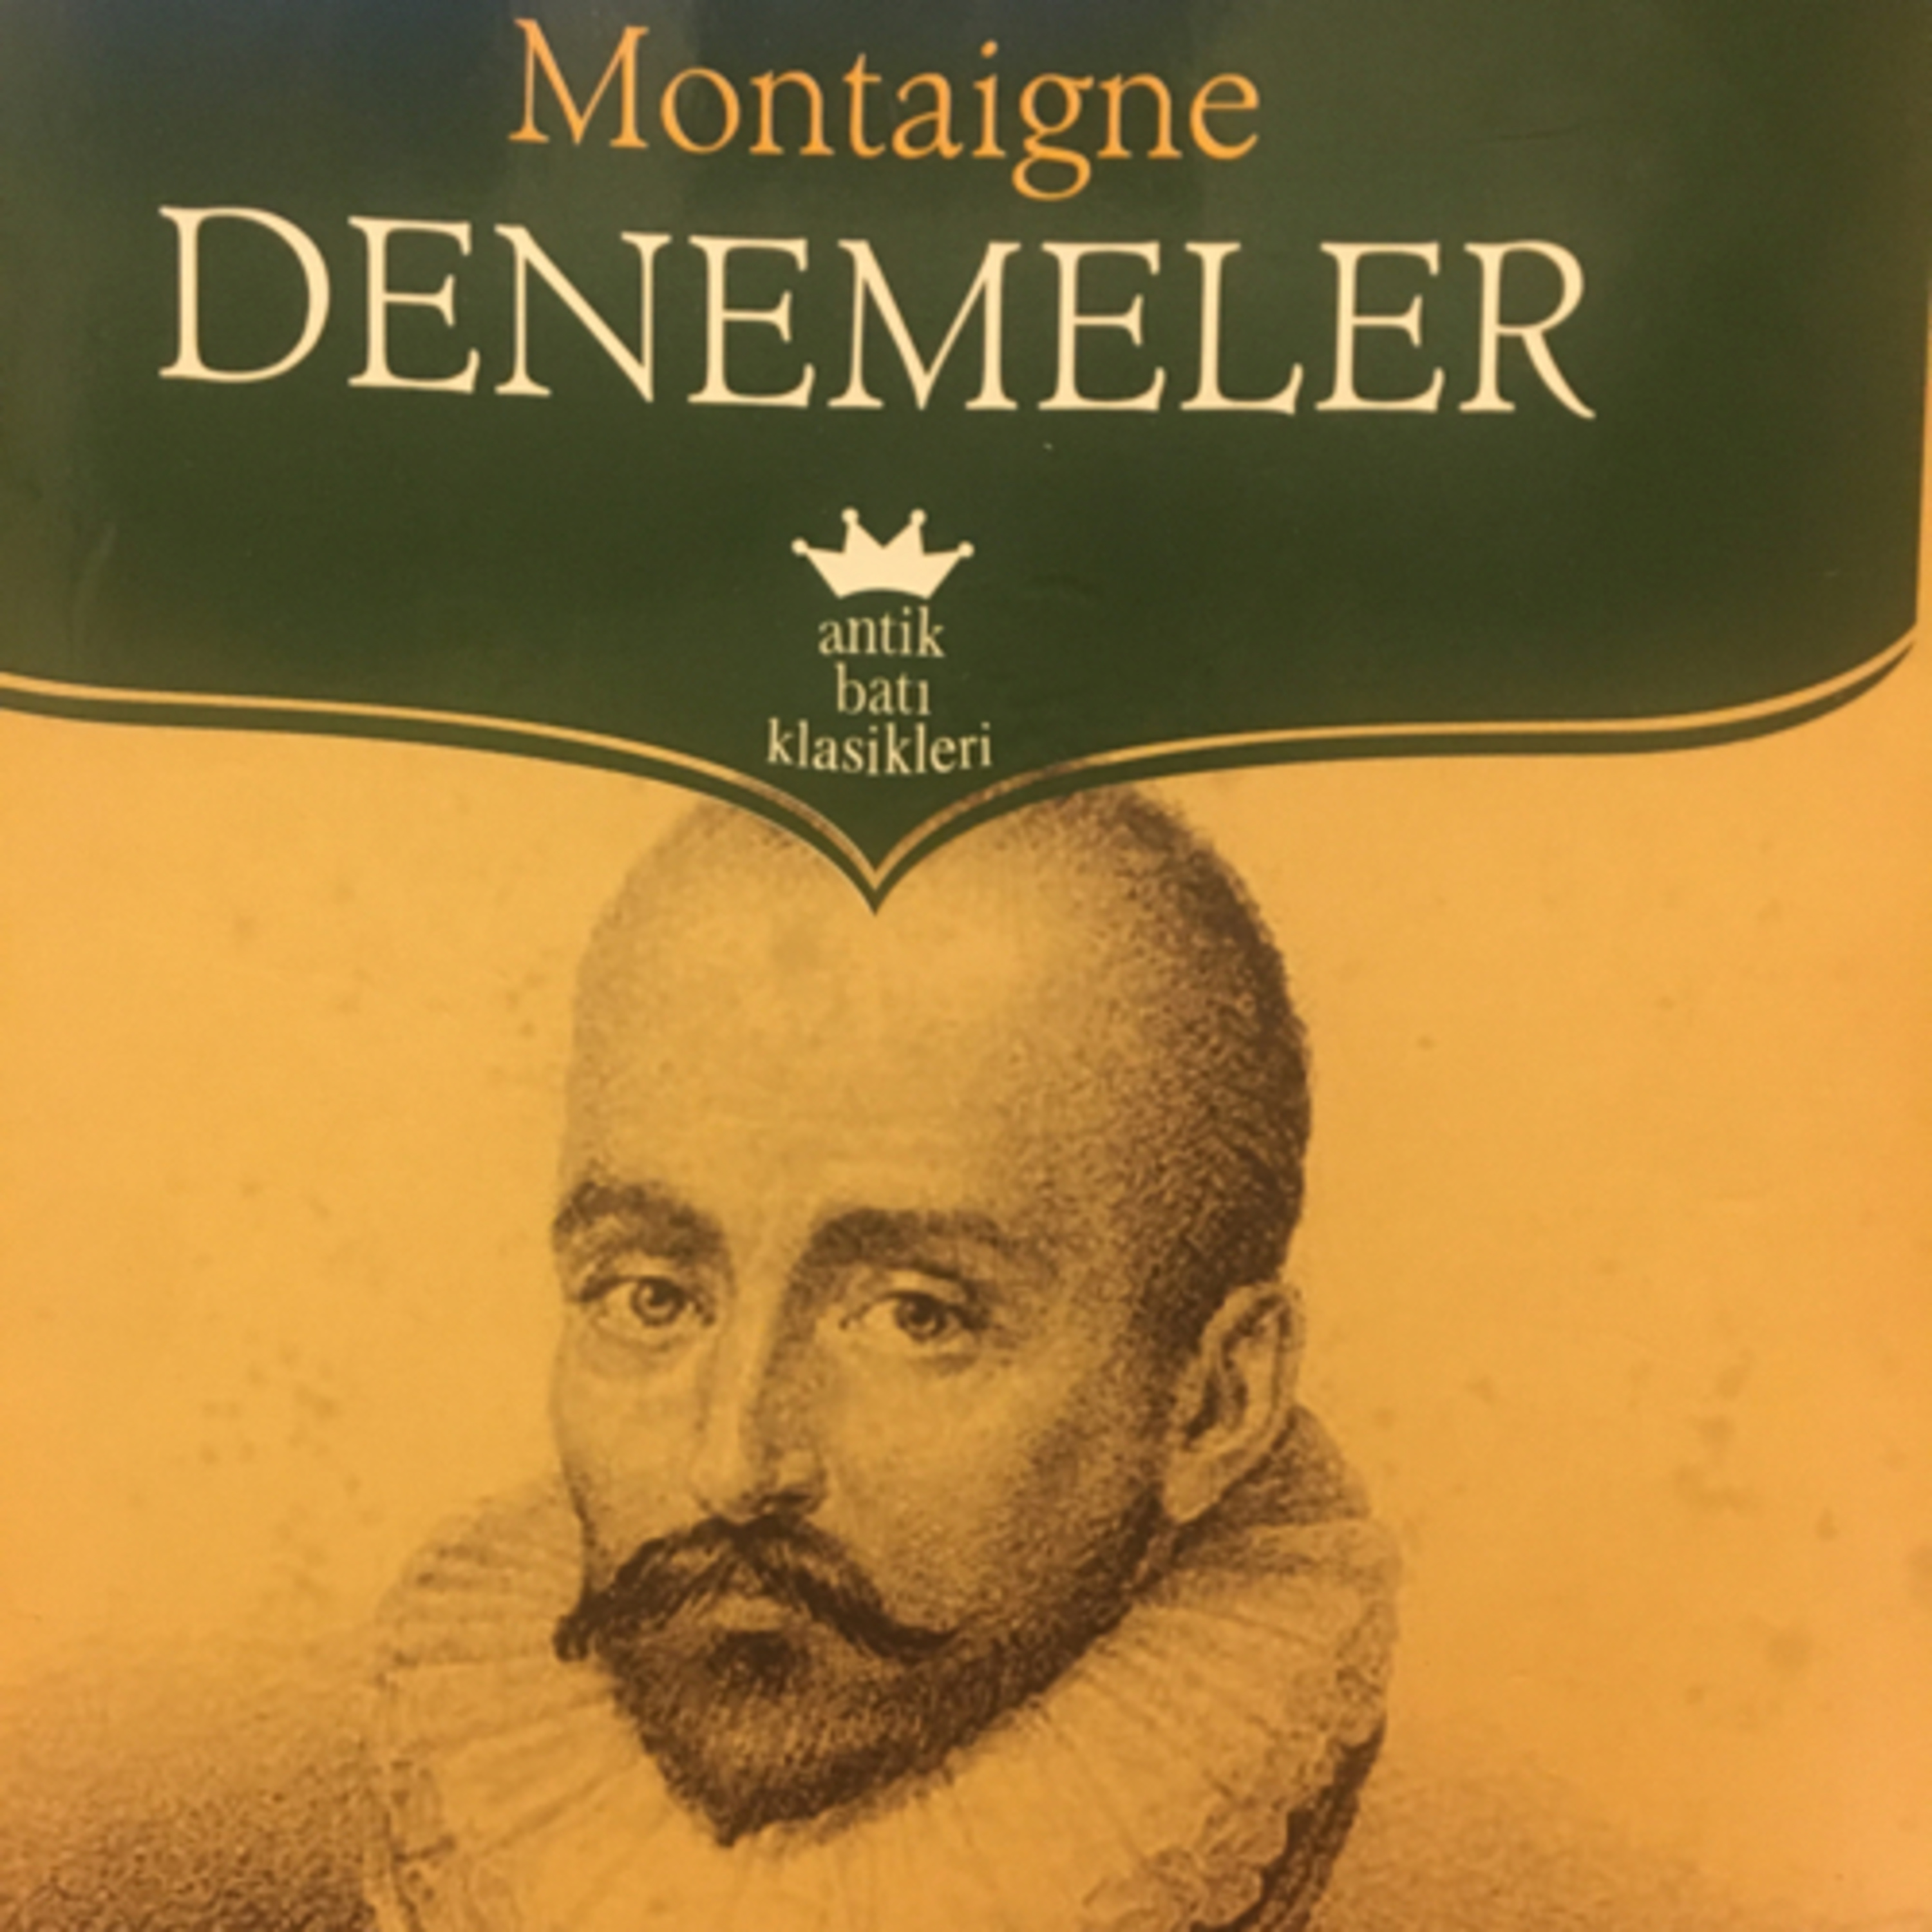 Montaigne
DENEMELER
antik
batı
klasikleri